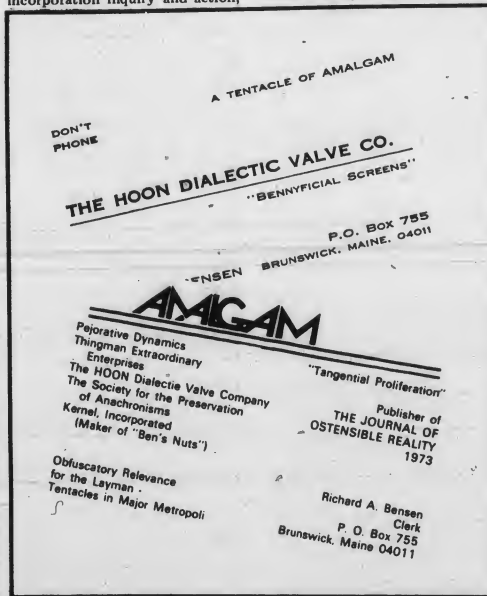 incorporation inquiry and action,
A TENTACLE OF AMALGAM
DON'T
PHONE
THE HOON DIALECTIC VALVE CO.
"BENNYFICIAL SCREENS"
P.O. Box 755
ENSEN BRUNSWICK, MAINE, 04011
AMALGAM
"Tangential Proliferation"
Pejorative Dynamics
Thingman Extraordinary
Enterprises
The HOON Dialectie Valve Company
The Society for the Preservation
of Anachronisms
Kernel, Incorporated
(Maker of "Ben's Nuts")
Publisher of
THE JOURNAL OF
OSTENSIBLE REALITY
1973
Obfuscatory Relevance
for the Layman
Tentacles in Major Metropoli
Richard A. Bensen
Clerk
P. O. Box 755
Brunswick, Maine 04011